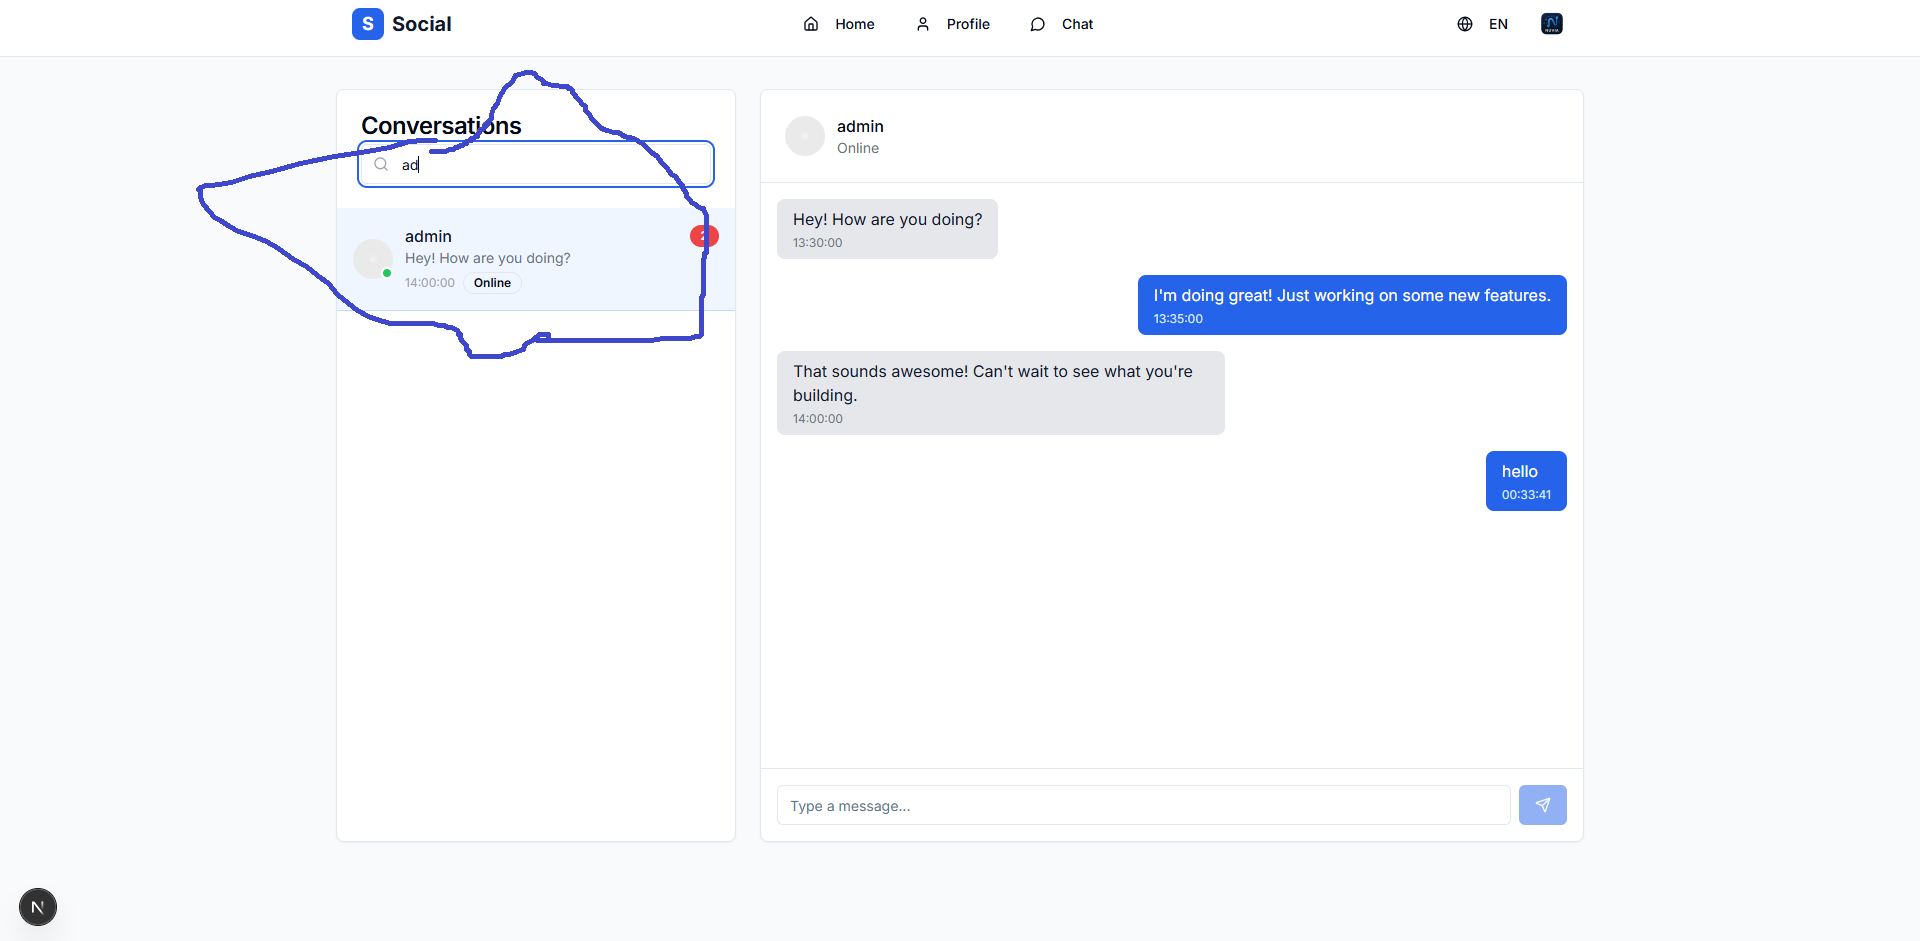 S Social
Home
Profile
Chat
EN
Conversations
ad
admin
Hey! How are you doing?
14:00:00 Online
admin
Online
Hey! How are you doing?
13:30:00
I'm doing great! Just working on some new features.
13:35:00
That sounds awesome! Can't wait to see what you're
building.
14:00:00
hello
00:33:41
Type a message...
N